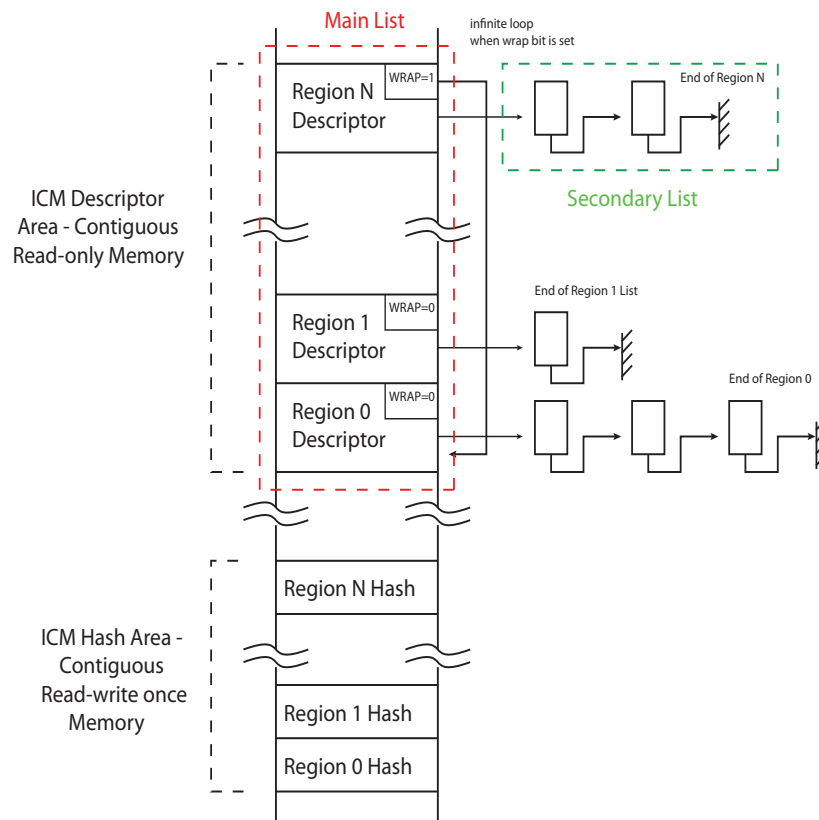 Main List
infinite loop
when wrap bit is set
WRAP=1
Region N
Descriptor
End of Region N
Secondary List
ICM Descriptor
Area - Contiguous
Read-only Memory
WRAP=0
Region 1
Descriptor
End of Region 1 List
WRAP=0
Region 0
Descriptor
End of Region 0
Region N Hash
ICM Hash Area -
Contiguous
Read-write once
Memory
Region 1 Hash
Region 0 Hash